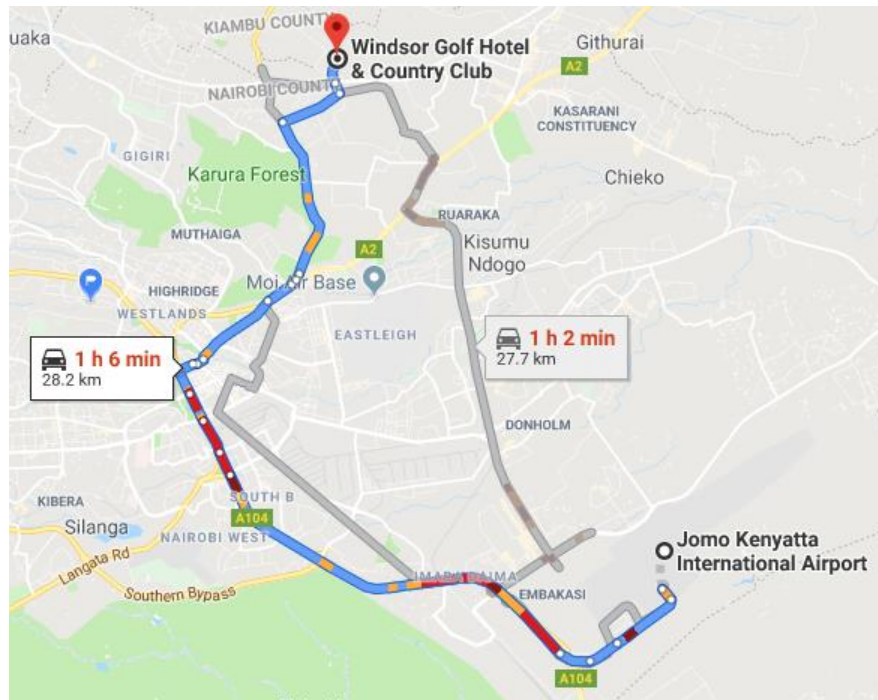 KIAMBU COUNTY
uaka
Windsor Golf Hotel
& Country Club
Githurai
A2
NAIROBI COUNT
KASARANI
CONSTITUENCY
GIGIRI
Karura Forest
Chieko
RUARAKA
MUTHAIGA
Kisumu
Ndogo
A2
Moi Air Base
HIGHRIDGE
WESTLANDS
EASTLEIGH
1 h 2 min
27.7 km
1 h 6 min
28.2 km
DONHOLM
KIBERA
SOUTH B
A104
Silanga
NAIROBI WEST
Langata Rd
Jomo Kenyatta
International Airport
IMARA DAIMA
Southern Bypass
EMBAKASI
A104